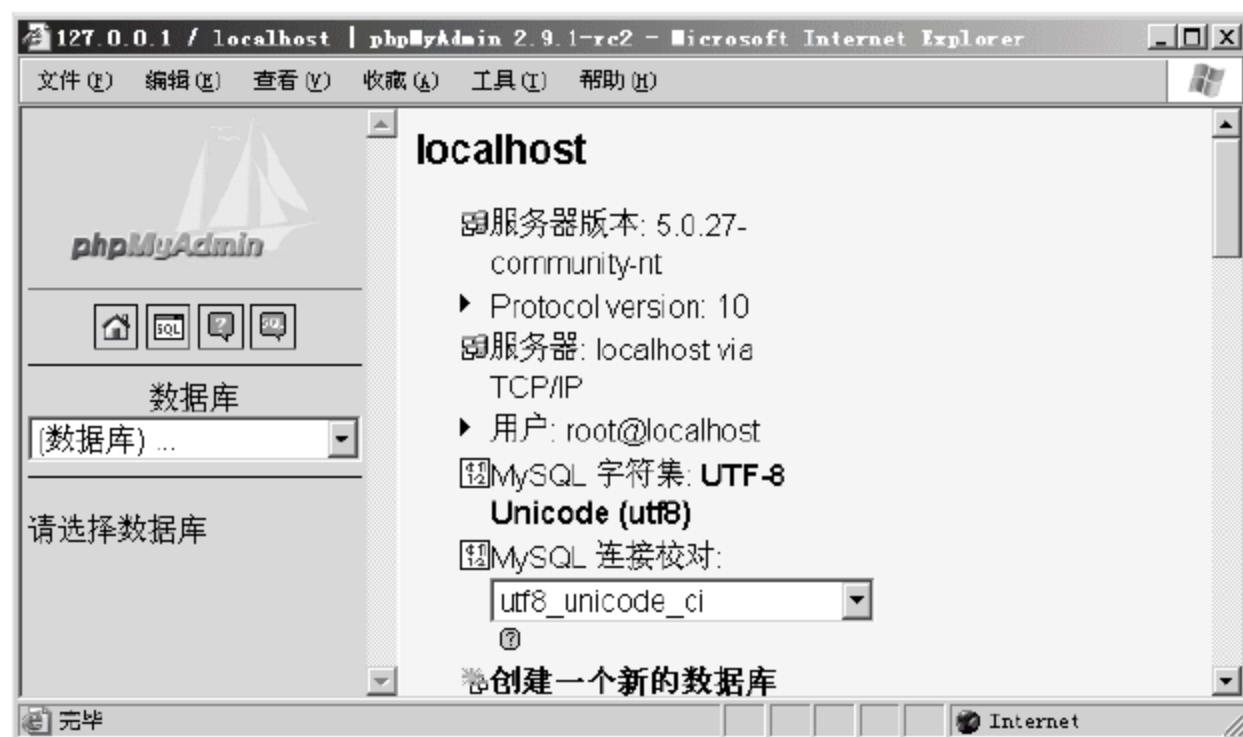 127.0.0.1 / localhost | phpMyAdmin 2.9.1-rc2 - Microsoft Internet Explorer
文件(F) 编辑(E) 查看(V) 收藏(A) 工具(T) 帮助(H)
phpMyAdmin
SQL ? SQL
数据库
(数据库) ...
请选择数据库
localhost
服务器版本: 5.0.27-
community-nt
Protocol version: 10
服务器: localhost via
TCP/IP
用户: root@localhost
MySQL 字符集: UTF-8
Unicode (utf8)
MySQL 连接校对:
utf8_unicode_ci
?
创建一个新的数据库
完毕
Internet